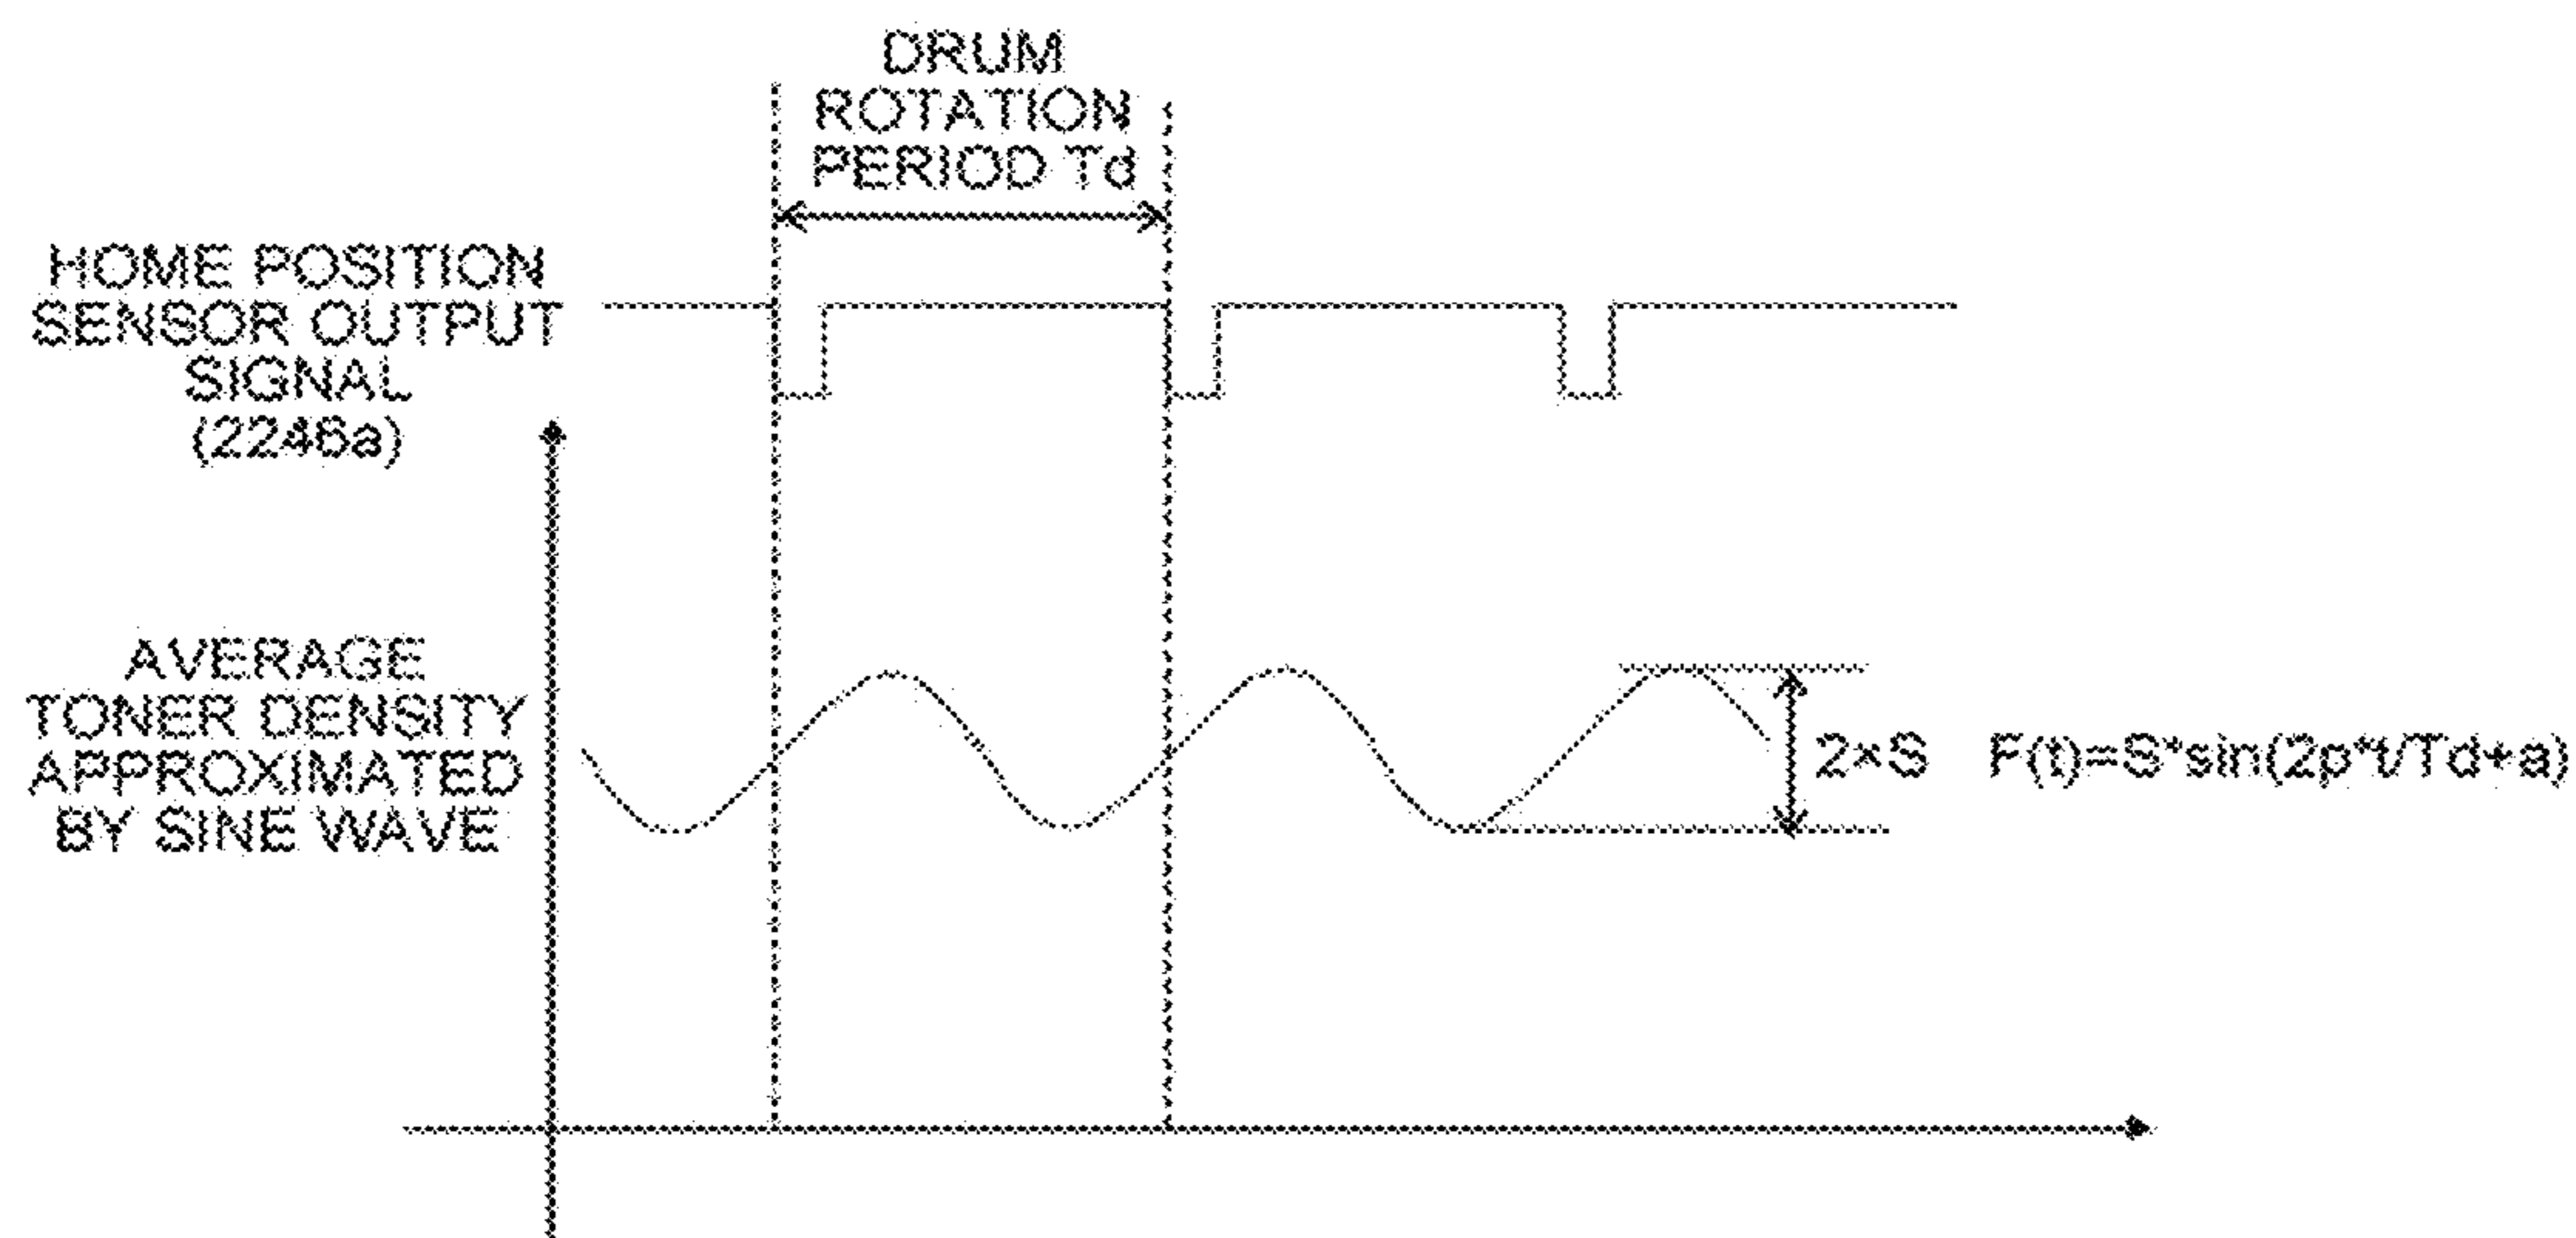 DRUM
ROTATION
PERIOD Td
HOME POSITION
SENSOR OUTPUT
SIGNAL
(2246a)
AVERAGE
TONER DENSITY
APPROXIMATED
BY SINE WAVE
2×S F(t)=S*sin(2p*t/Td+a)